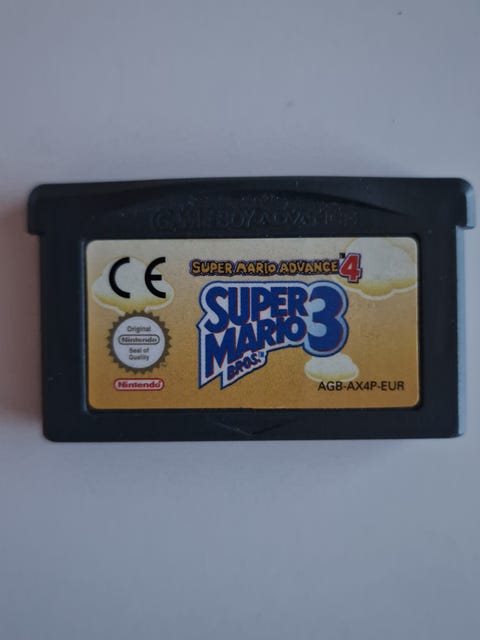 GAME BOY ADVANCE
CE
SUPER MARIO ADVANCE 4
SUPER
MARIO 3
BROS.
Original
Nintendo
Seal of
Quality
Nintendo
AGB-AX4P-EUR